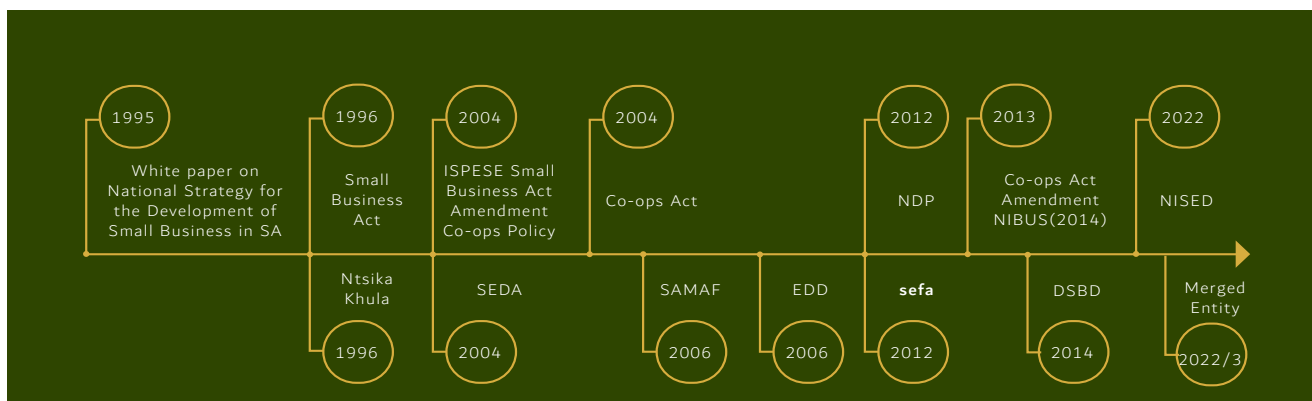 1995
White paper on
National Strategy for
the Development of
Small Business in SA
1996
Small
Business
Act
2004
ISPESE Small
Business Act
Amendment
Co-ops Policy
2004
Co-ops Act
2012
NDP
2013
Co-ops Act
Amendment
NIBUS(2014)
2022
NISED
Ntsika
Khula
1996
SEDA
2004
SAMAF
2006
EDD
2006
sefa
2012
DSBD
2014
Merged
Entity
2022/3